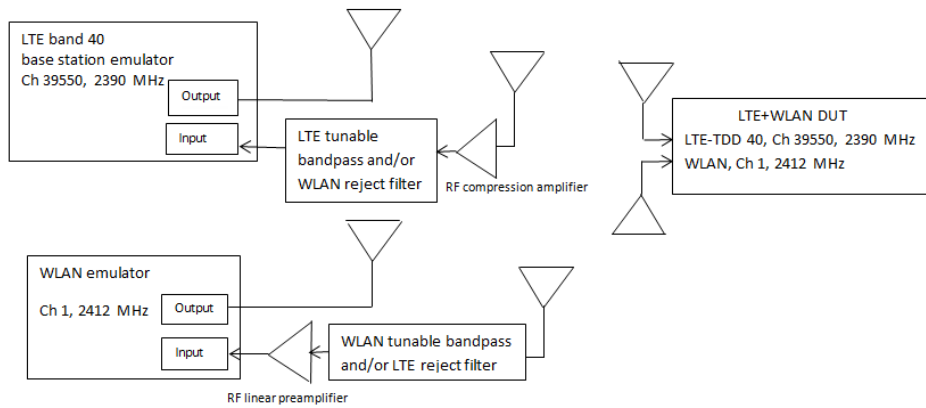 LTE band 40
base station emulator
Ch 39550, 2390 MHz
Output
Input
LTE tunable
bandpass and/or
WLAN reject filter
RF compression amplifier
LTE+WLAN DUT
LTE-TDD 40, Ch 39550, 2390 MHz
WLAN, Ch 1, 2412 MHz
WLAN emulator
Ch 1, 2412 MHz
Output
Input
RF linear preamplifier
WLAN tunable bandpass
and/or LTE reject filter